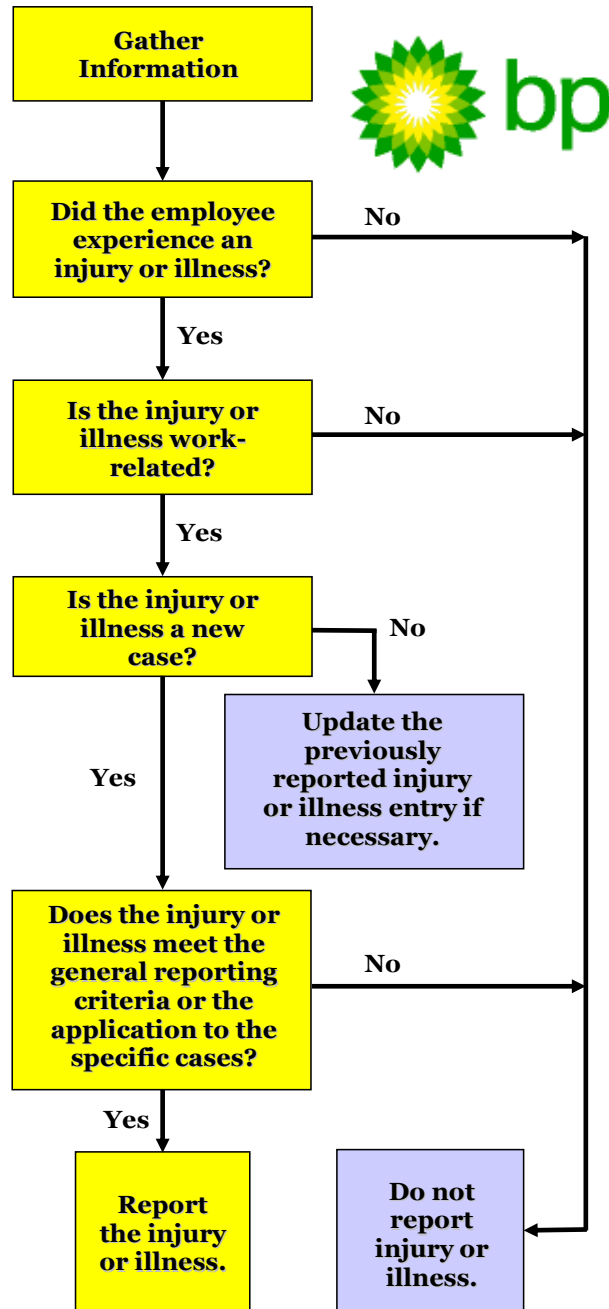 Gather
Information
bp
Did the employee
experience an
injury or illness?
No
Yes
Is the injury or
illness work-
related?
No
Yes
Is the injury or
illness a new
case?
No
Update the
previously
reported injury
or illness entry if
necessary.
Yes
Does the injury or
illness meet the
general reporting
criteria or the
application to the
specific cases?
No
Yes
Report
the injury
or illness.
Do not
report
injury or
illness.